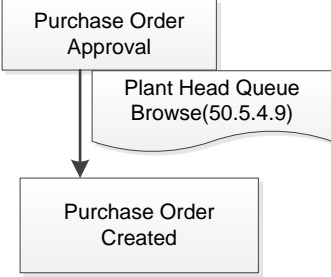 Purchase Order
Approval
Plant Head Queue
Browse(50.5.4.9)
Purchase Order
Created